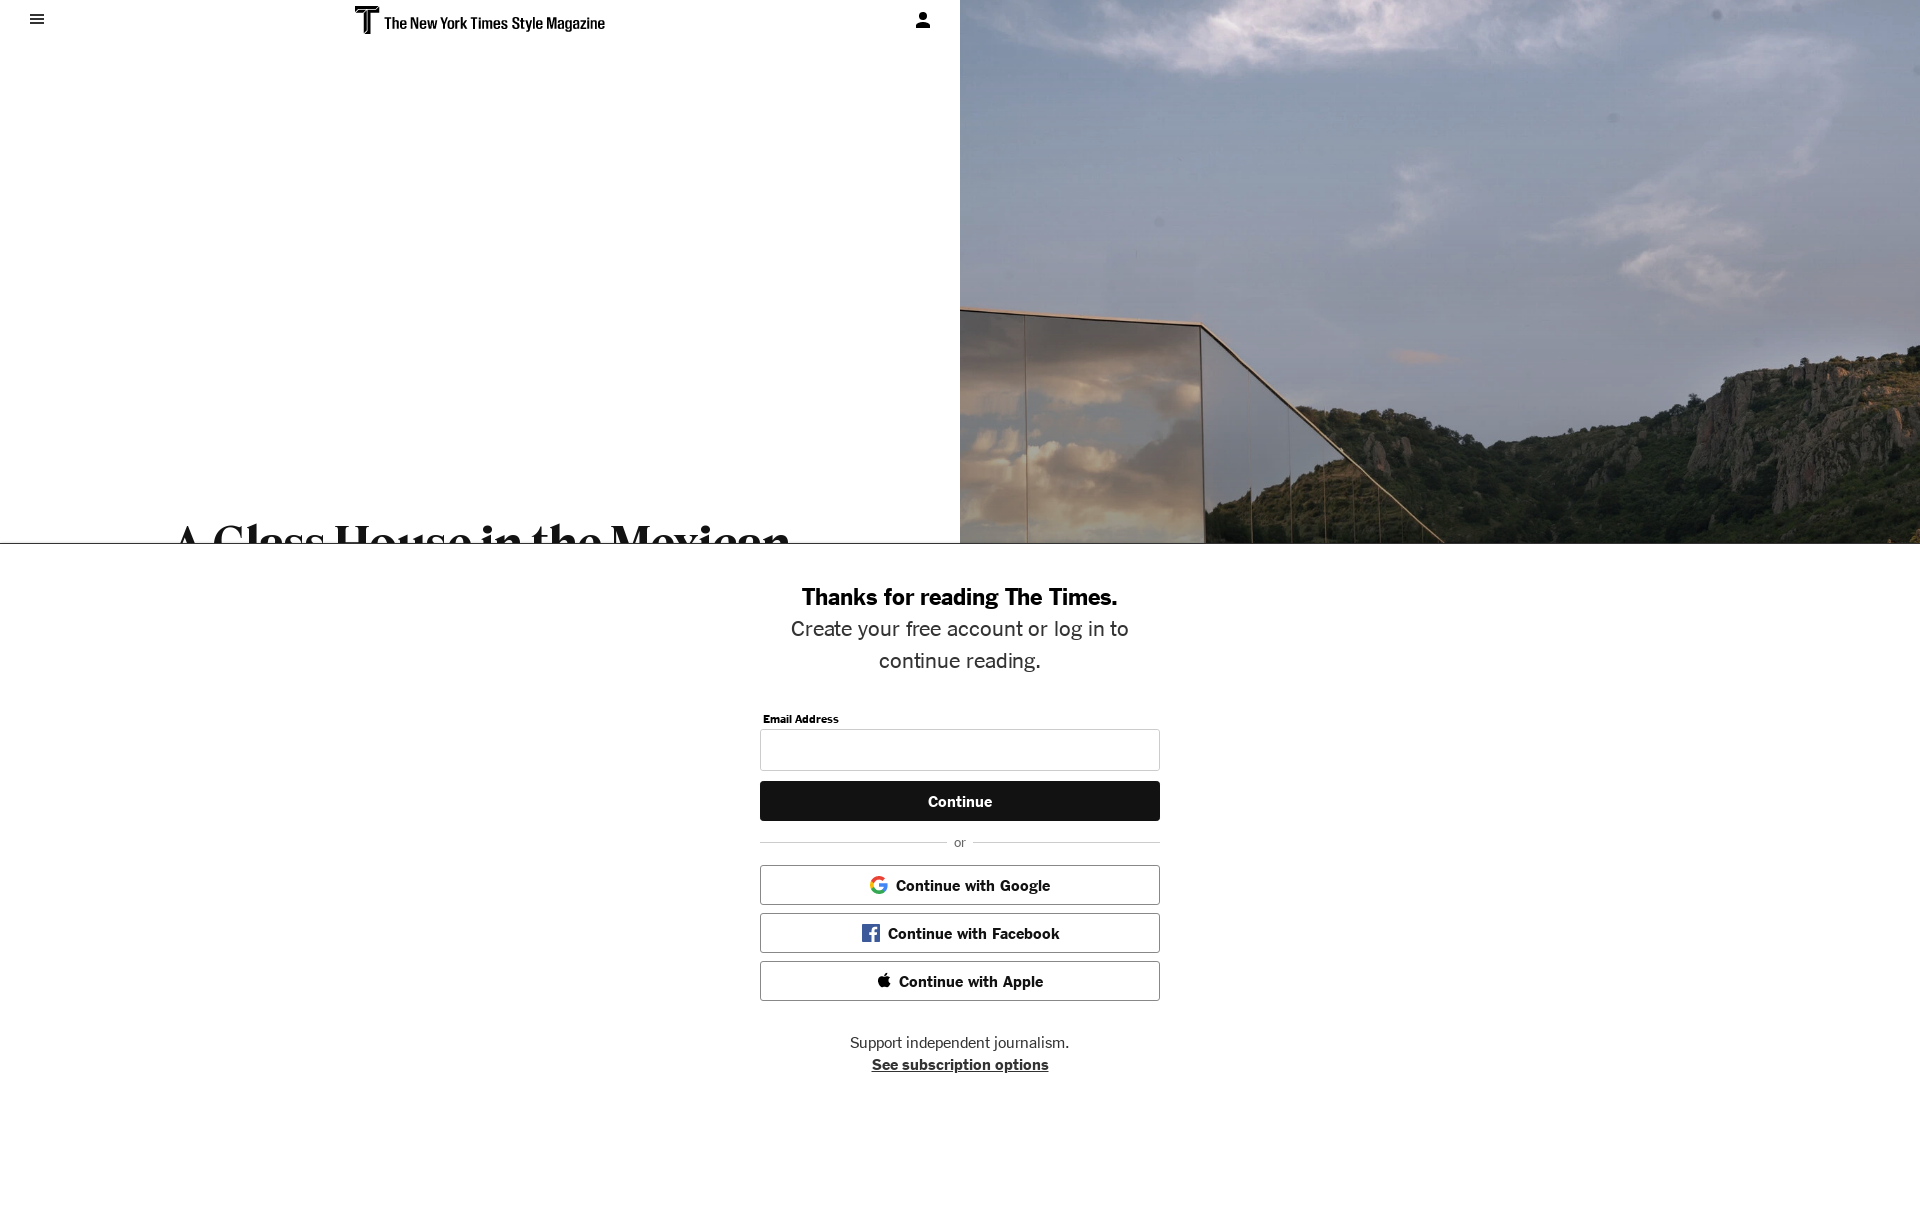 The New York Times Style Magazine
A Glass House in the Mexican
Thanks for reading The Times.
Create your free account or log in to
continue reading.
Email Address
Continue
or
Continue with Google
Continue with Facebook
Continue with Apple
Support independent journalism.
See subscription options